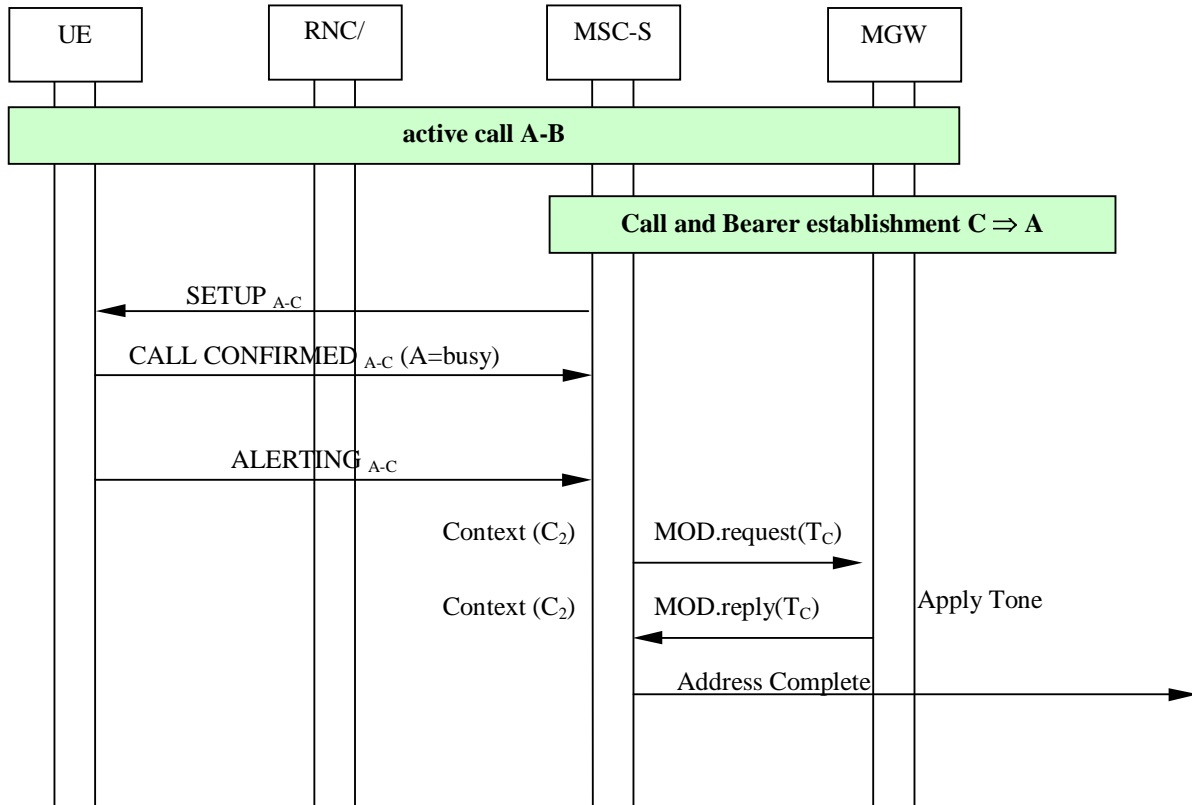 UE
RNC/
MSC-S
MGW
active call A-B
Call and Bearer establishment C ⇒ A
SETUP A-C
CALL CONFIRMED A-C (A=busy)
ALERTING A-C
Context (C2)
MOD.request(TC)
Context (C2)
MOD.reply(TC)
Apply Tone
Address Complete